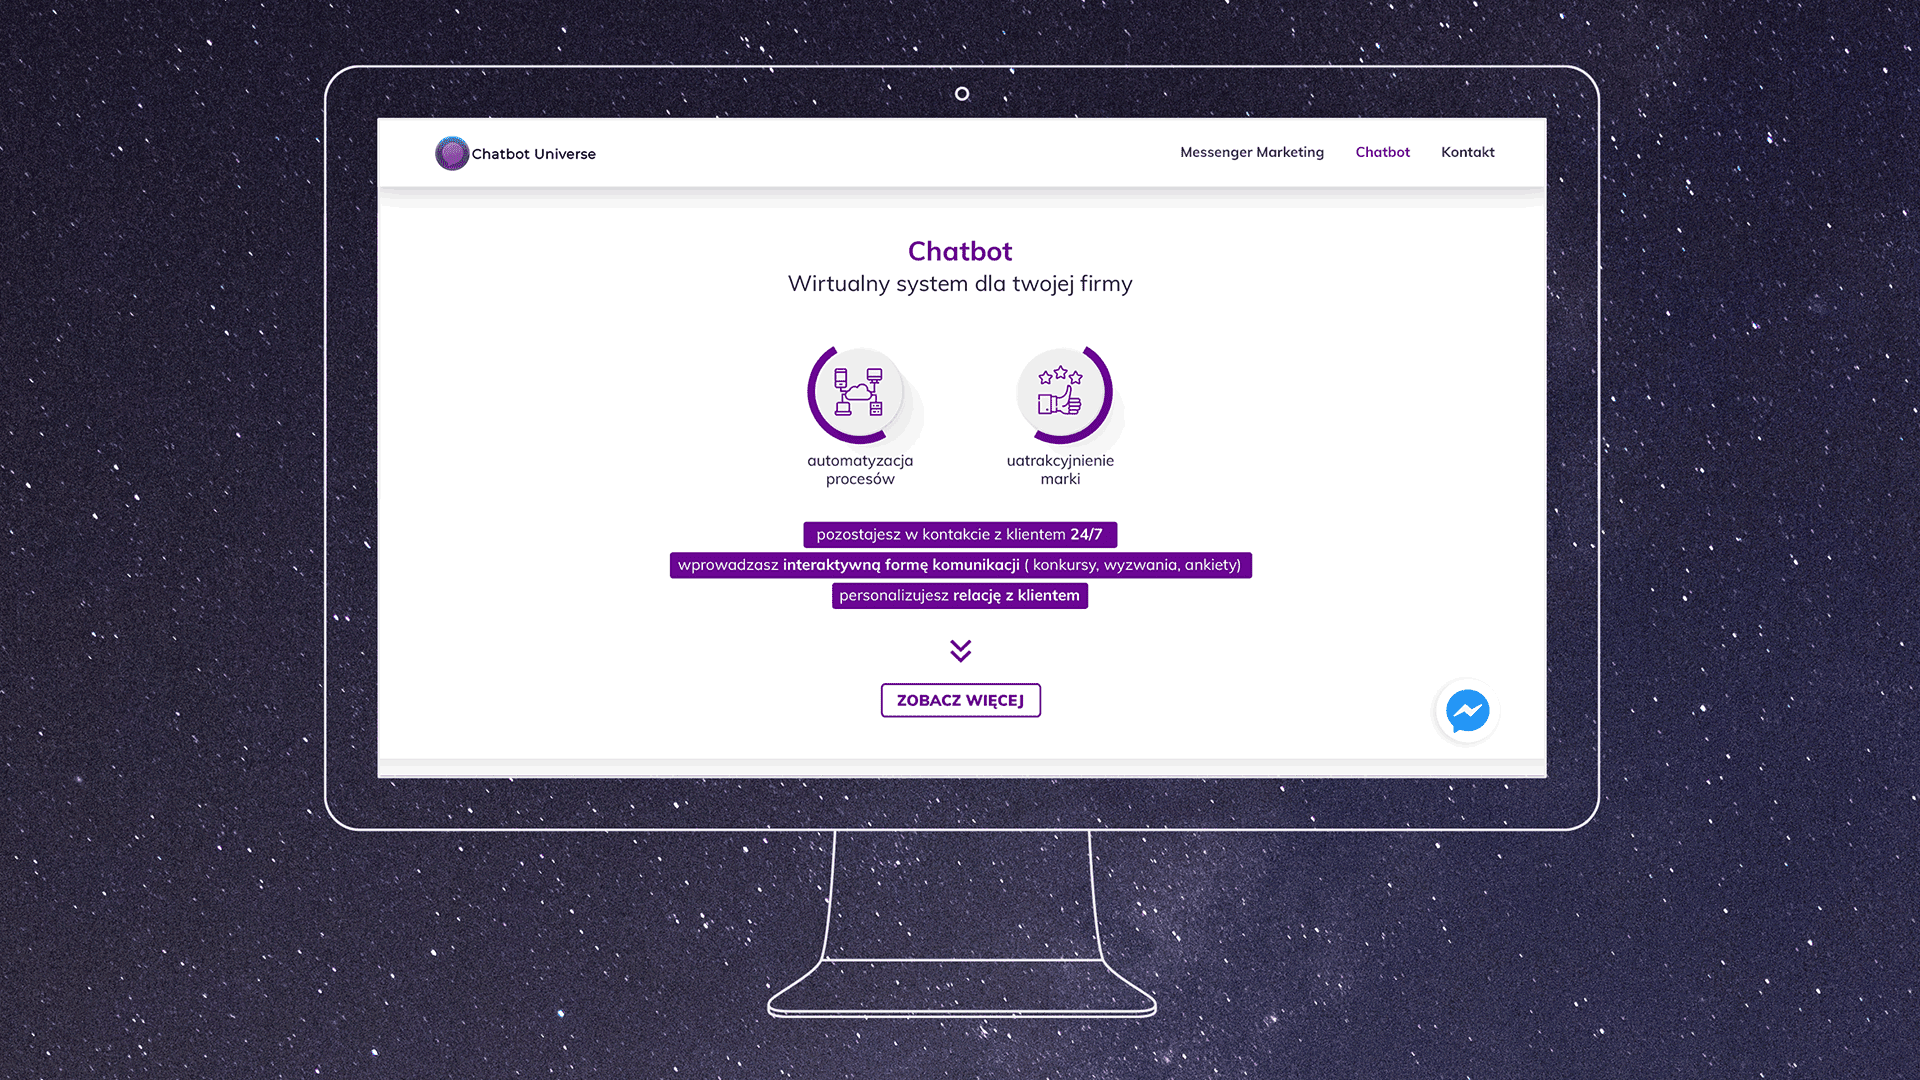 Chatbot Universe
Messenger Marketing Chatbot Kontakt
Chatbot
Wirtualny system dla twojej firmy
automatyzacja
procesów
uatrakcyjnienie
marki
pozostajesz w kontakcie z klientem 24/7
wprowadzasz interaktywną formę komunikacji ( konkursy, wyzwania, ankiety)
personalizujesz relację z klientem
ZOBACZ WIĘCEJ